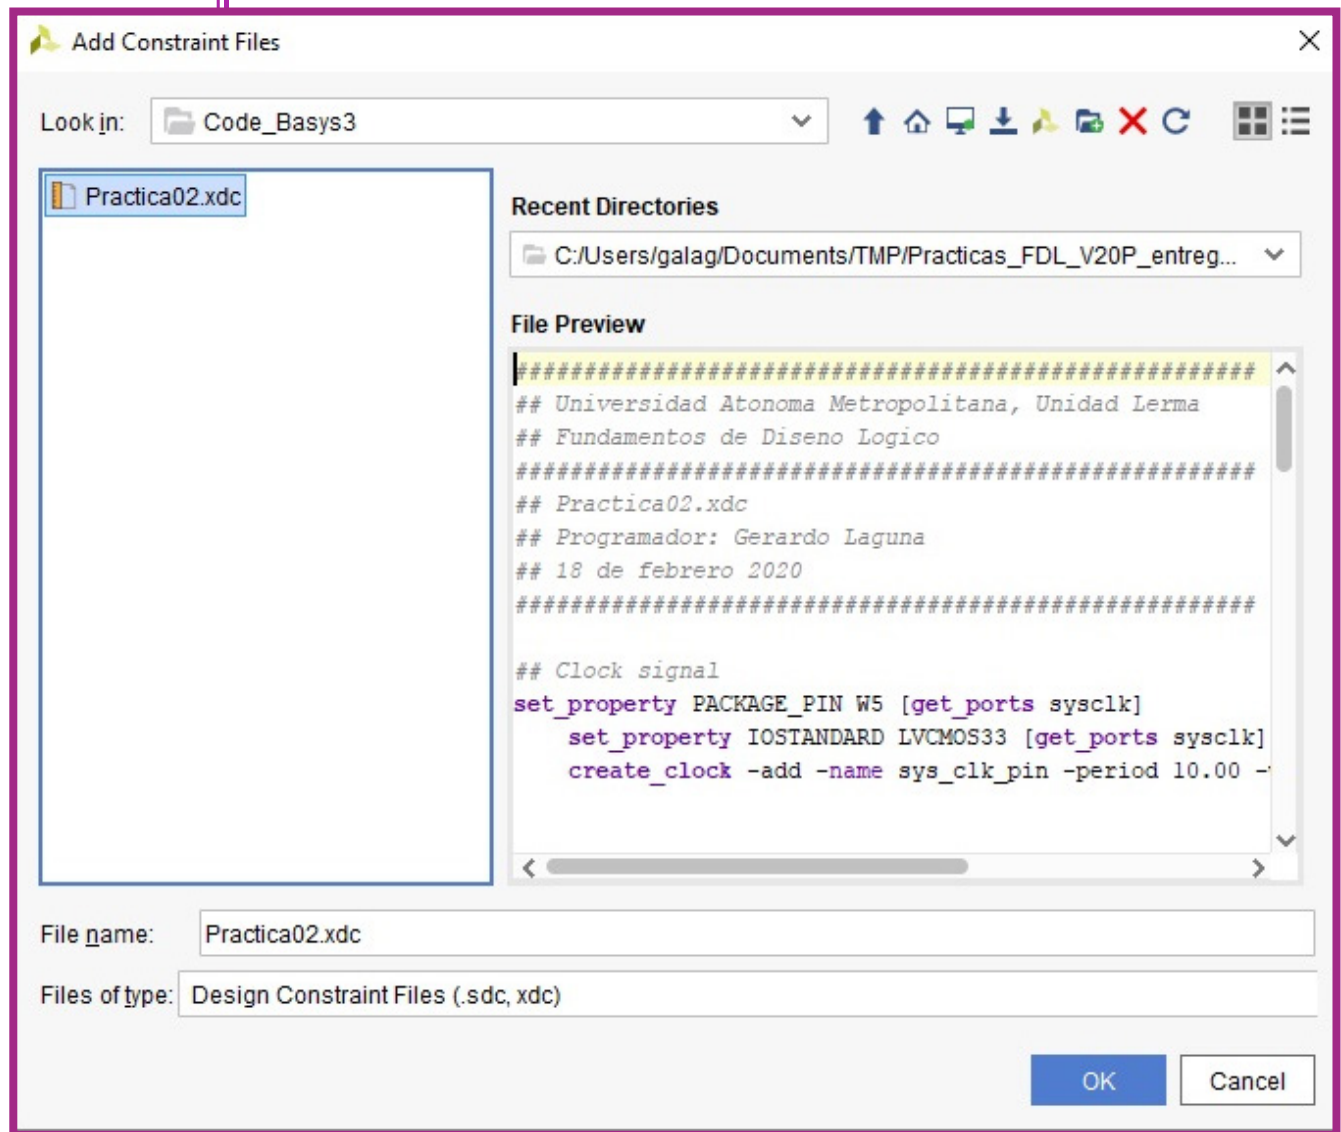 Add Constraint Files
Look in: Code_Basys3
Practica02.xdc
Recent Directories
C:/Users/galag/Documents/TMP/Practicas_FDL_V20P_entreg...
File Preview
#######################################################
## Universidad Atonoma Metropolitana, Unidad Lerma
## Fundamentos de Diseno Logico
#######################################################
## Practica02.xdc
## Programador: Gerardo Laguna
## 18 de febrero 2020
#######################################################
## Clock signal
set_property PACKAGE_PIN W5 [get_ports sysclk]
set_property IOSTANDARD LVCMOS33 [get_ports sysclk]
create_clock -add -name sys_clk_pin -period 10.00 -
File name: Practica02.xdc
Files of type: Design Constraint Files (.sdc, xdc)
OK Cancel